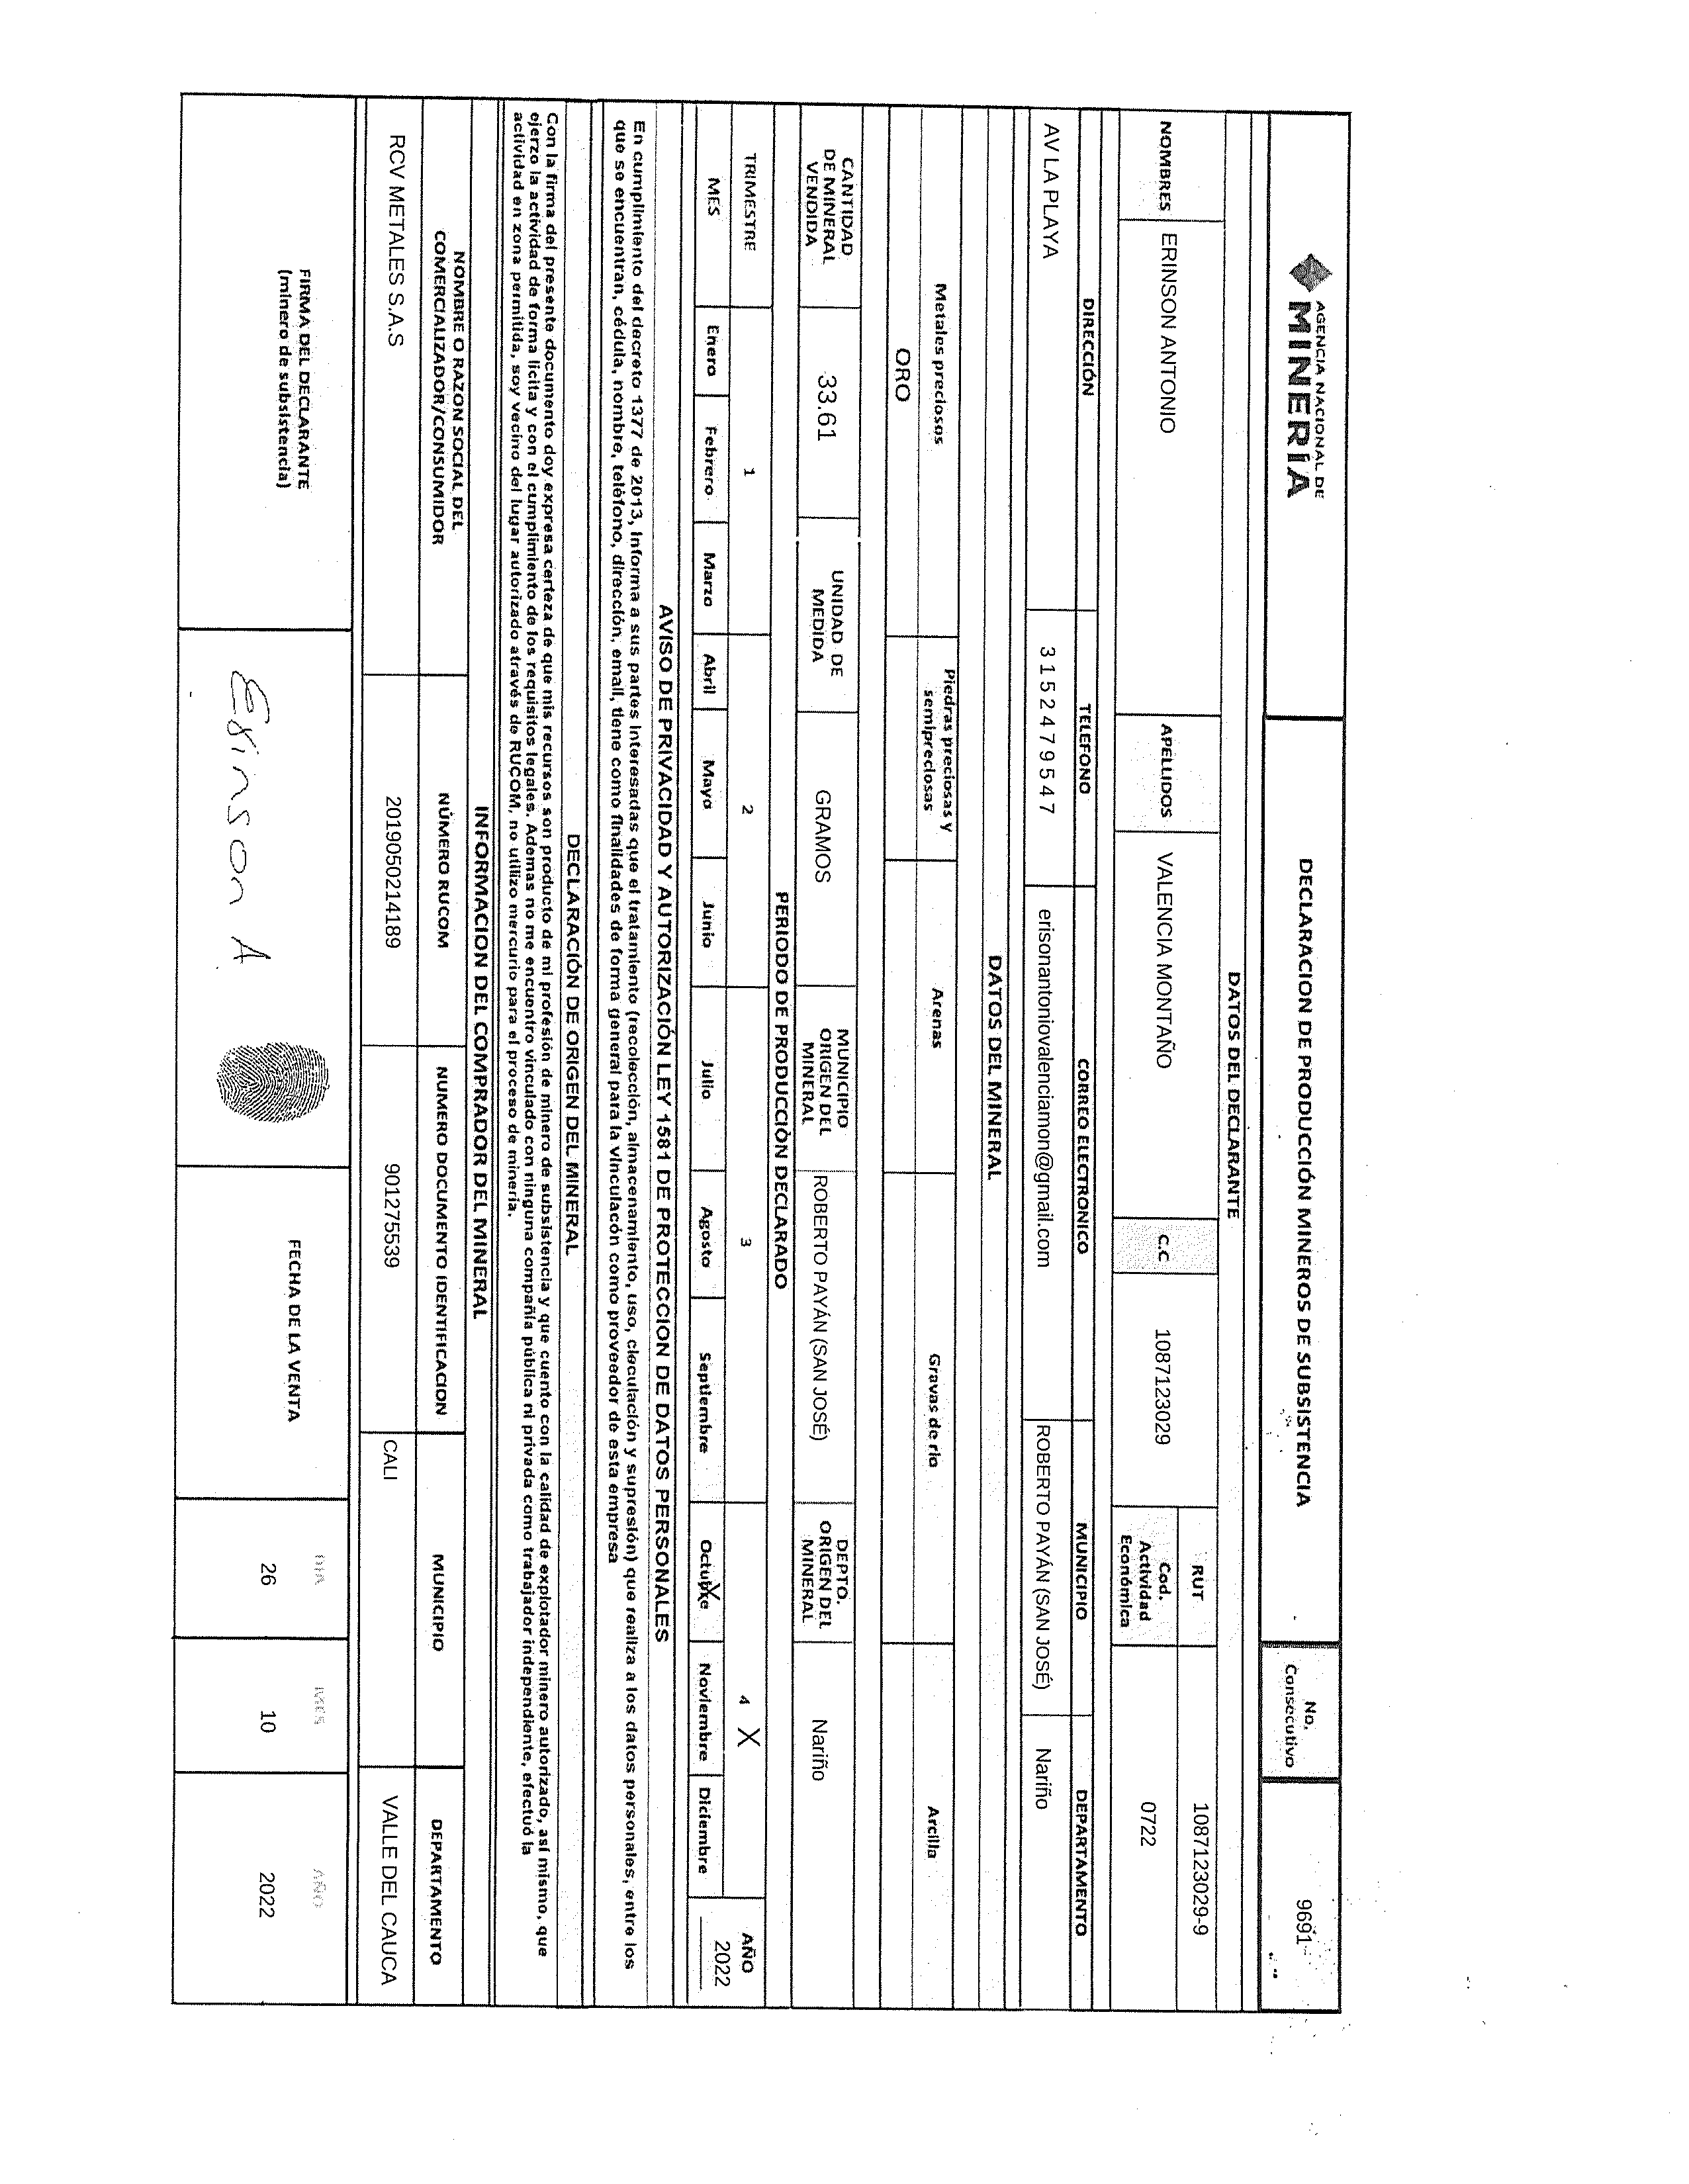 AGENCIA NACIONAL DE
MINERÍA
DECLARACION DE PRODUCCIÓN MINEROS DE SUBSISTENCIA
No.
Consecutivo
9691
DATOS DEL DECLARANTE
NOMBRES
ERINSON ANTONIO
APELLIDOS
VALENCIA MONTAÑO
C.C
1087123029
RUT
1087123029-9
Cod.
Actividad
Económica
0722
DIRECCIÓN
TELEFONO
CORREO ELECTRONICO
MUNICIPIO
DEPARTAMENTO
AV LA PLAYA
3152479547
erisonantoniovalenciamon@gmail.com
ROBERTO PAYÁN (SAN JOSÉ)
Nariño
DATOS DEL MINERAL
Metales preciosos
Piedras preciosas y
semipreciosas
Arenas
Gravas de rio
Arcilla
ORO
CANTIDAD
DE MINERAL
VENDIDA
33.61
UNIDAD DE
MEDIDA
GRAMOS
MUNICIPIO
ORIGEN DEL
MINERAL
ROBERTO PAYÁN (SAN JOSÉ)
DEPTO.
ORIGEN DEL
MINERAL
Nariño
PERIODO DE PRODUCCIÓN DECLARADO
TRIMESTRE
1
2
3
4 X
AÑO
2022
MES
Enero
Febrero
Marzo
Abril
Mayo
Junio
Julio
Agosto
Septiembre
Octubre
X
Noviembre
Diciembre
AVISO DE PRIVACIDAD Y AUTORIZACIÓN LEY 1581 DE PROTECCION DE DATOS PERSONALES
En cumplimiento del decreto 1377 de 2013, Informa a sus partes interesadas que el tratamiento (recolección, almacenamiento, uso, cieculación y supresión) que realiza a los datos personales, entre los
que se encuentran, cédula, nombre, teléfono, dirección, email, tiene como finalidades de forma general para la vinculacón como proveedor de esta empresa
DECLARACIÓN DE ORIGEN DEL MINERAL
Con la firma del presente documento doy expresa certeza de que mis recursos son producto de mi profesión de minero de subsistencia y que cuento con la calidad de explotador minero autorizado, así mismo, que
ejerzo la actividad de forma licita y con el cumplimiento de los requisitos legales. Ademas no me encuentro vinculado con ninguna compañia pública ni privada como trabajador independiente, efectuó la
actividad en zona permitida, soy vecino del lugar autorizado através de RUCOM, no utilizo mercurio para el proceso de minería.
INFORMACION DEL COMPRADOR DEL MINERAL
NOMBRE O RAZON SOCIAL DEL
COMERCIALIZADOR/CONSUMIDOR
NÚMERO RUCOM
NUMERO DOCUMENTO IDENTIFICACION
MUNICIPIO
DEPARTAMENTO
RCV METALES S.A.S
2019050214189
901275539
CALI
VALLE DEL CAUCA
FIRMA DEL DECLARANTE
(minero de subsistencia)
Erinson A
FECHA DE LA VENTA
DIA
MES
AÑO
26
10
2022